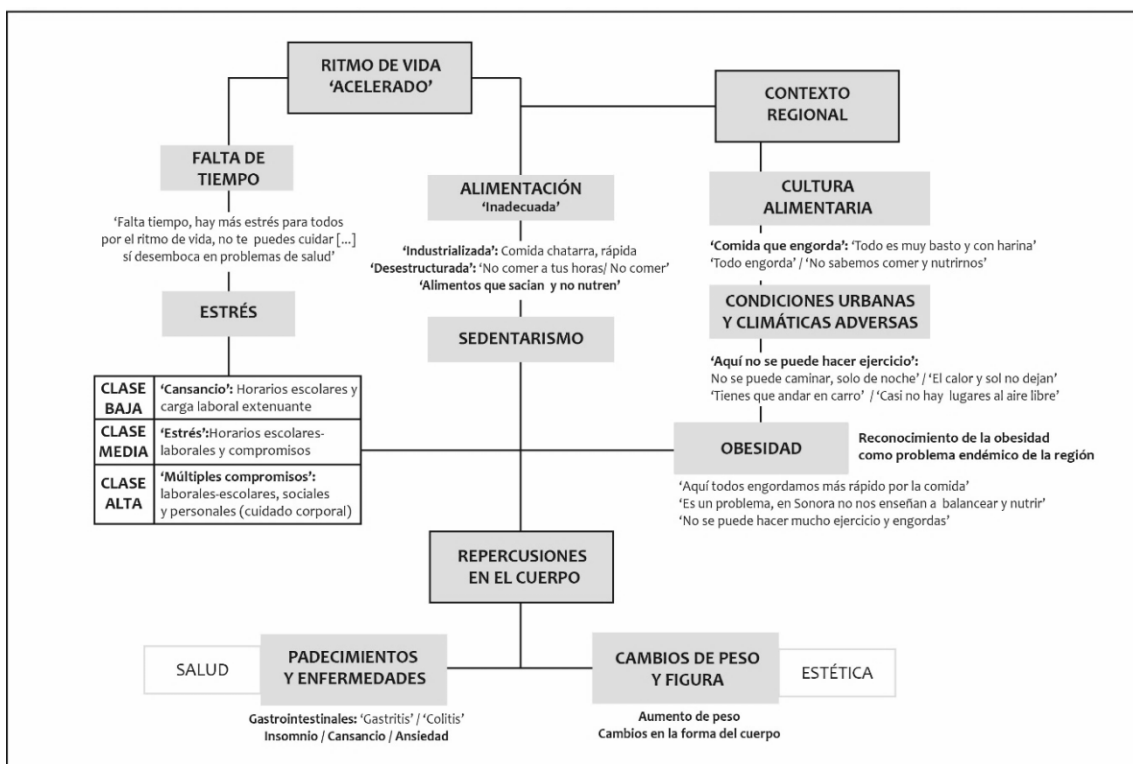 RITMO DE VIDA
‘ACELERADO’
CONTEXTO
REGIONAL
FALTA DE
TIEMPO
‘Falta tiempo, hay más estrés para todos
por el ritmo de vida, no te puedes cuidar [...]
sí desemboca en problemas de salud’
ESTRÉS
CLASE
BAJA
‘Cansancio’: Horarios escolares y
carga laboral extenuante
CLASE
MEDIA
‘Estrés’:Horarios escolares-
laborales y compromisos
CLASE
ALTA
‘Múltiples compromisos’:
laborales-escolares, sociales
y personales (cuidado corporal)
ALIMENTACIÓN
‘Inadecuada’
‘Industrializada’: Comida chatarra, rápida
‘Desestructurada’: ‘No comer a tus horas/ No comer’
‘Alimentos que sacian y no nutren’
SEDENTARISMO
CULTURA
ALIMENTARIA
‘Comida que engorda’: ‘Todo es muy basto y con harina’
‘Todo engorda’ / ‘No sabemos comer y nutrirnos’
CONDICIONES URBANAS
Y CLIMÁTICAS ADVERSAS
‘Aquí no se puede hacer ejercicio’:
No se puede caminar, solo de noche’ / ‘El calor y sol no dejan’
‘Tienes que andar en carro’ / ‘Casi no hay lugares al aire libre’
OBESIDAD
Reconocimiento de la obesidad
como problema endémico de la región
‘Aquí todos engordamos más rápido por la comida’
‘Es un problema, en Sonora no nos enseñan a balancear y nutrir’
‘No se puede hacer mucho ejercicio y engordas’
REPERCUSIONES
EN EL CUERPO
SALUD
PADECIMIENTOS
Y ENFERMEDADES
Gastrointestinales: ‘Gastritis’ / ‘Colitis’
Insomnio / Cansancio / Ansiedad
CAMBIOS DE PESO
Y FIGURA
ESTÉTICA
Aumento de peso
Cambios en la forma del cuerpo